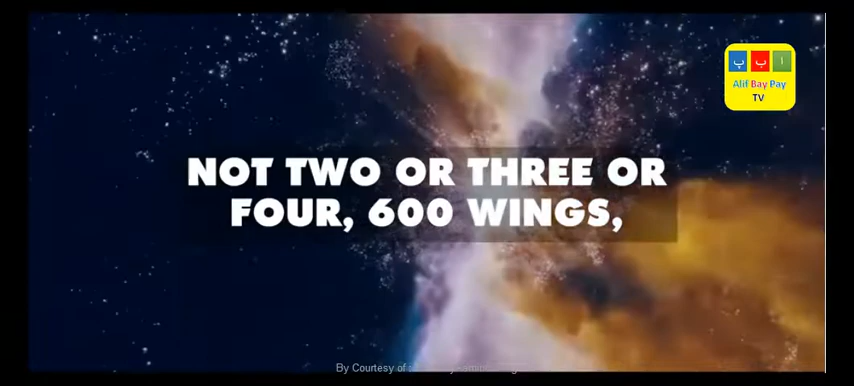 پ ب ا
Alif Bay Pay
TV
NOT TWO OR THREE OR
FOUR, 600 WINGS,
By Courtesy of